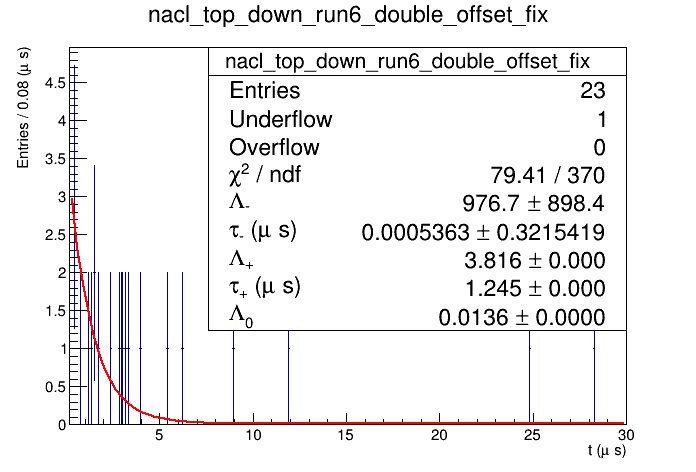 nacl_top_down_run6_double_offset_fix
Entries / 0.08 (μ s)
nacl_top_down_run6_double_offset_fix
Entries 23
Underflow 1
Overflow 0
χ² / ndf 79.41 / 370
Λ₋ 976.7 ± 898.4
τ₋ (μ s) 0.0005363 ± 0.3215419
Λ₊ 3.816 ± 0.000
τ₊ (μ s) 1.245 ± 0.000
Λ₀ 0.0136 ± 0.0000
4.5
4
3.5
3
2.5
2
1.5
1
0.5
0
5 10 15 20 25 30
t (μ s)